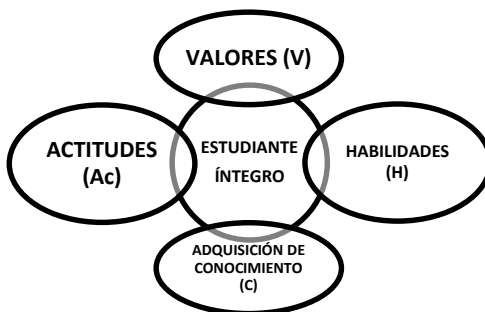 VALORES (V)
ACTITUDES
(Ac)
ESTUDIANTE
ÍNTEGRO
HABILIDADES
(H)
ADQUISICIÓN DE
CONOCIMIENTO
(C)